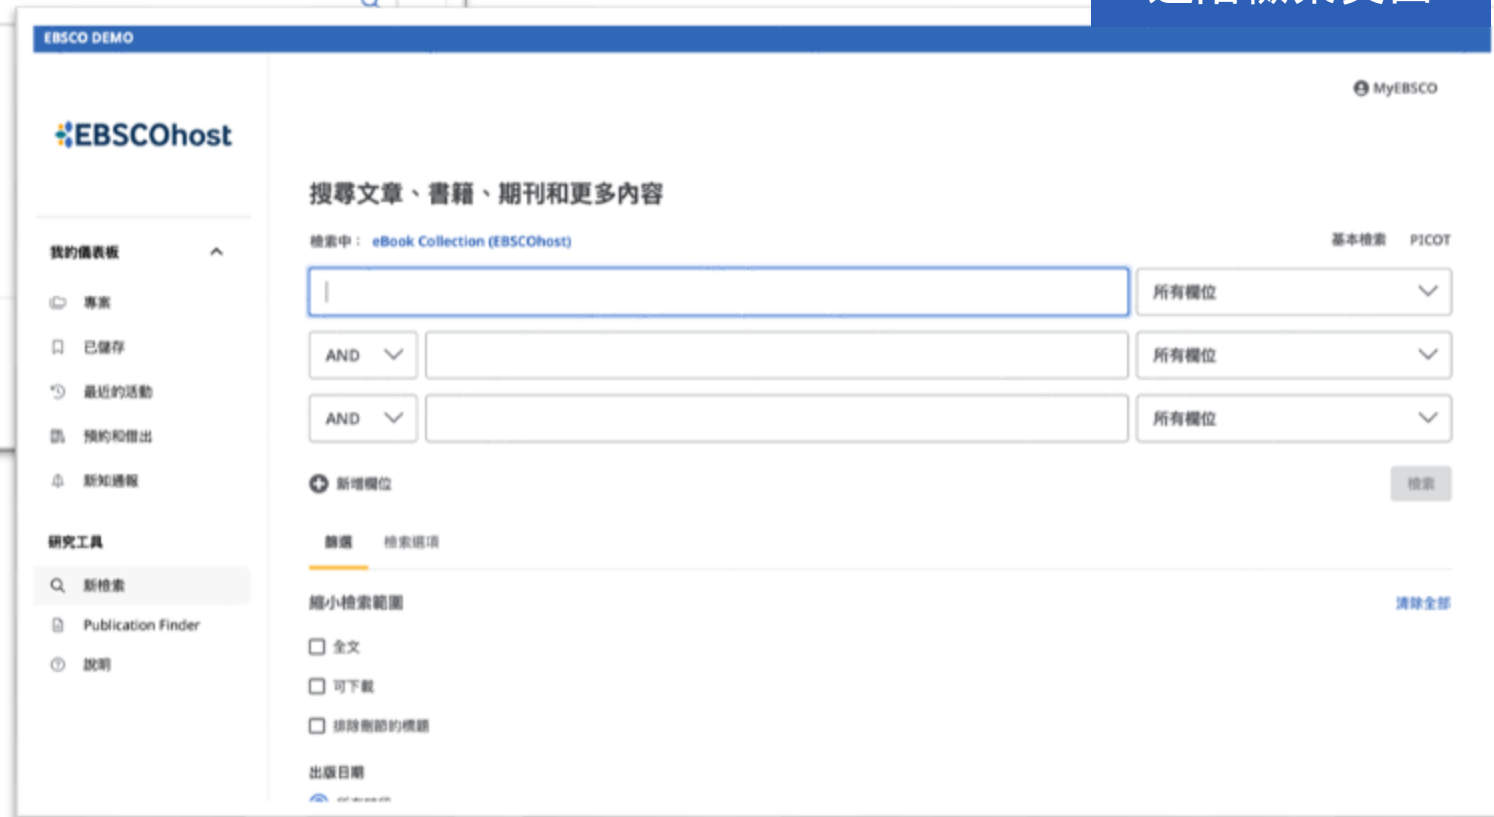 進階檢索頁面
EBSCO DEMO
MyEBSCO
EBSCOhost
搜尋文章、書籍、期刊和更多內容
檢索中： eBook Collection (EBSCOhost)
基本檢索 PICOT
所有欄位
AND 所有欄位
AND 所有欄位
新增欄位
檢索
篩選 檢索選項
縮小檢索範圍
清除全部
全文
可下載
排除刪節的標題
出版日期
我的儀表板
專案
已儲存
最近的活動
預約和借出
新知通報
研究工具
新檢索
Publication Finder
說明